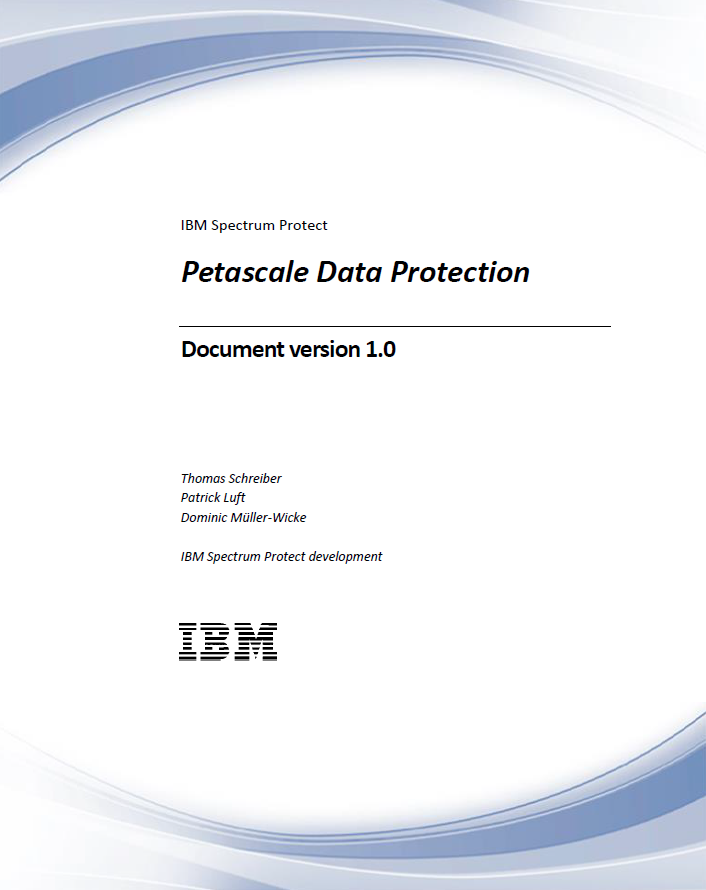 IBM Spectrum Protect
Petascale Data Protection
Document version 1.0
Thomas Schreiber
Patrick Luft
Dominic Müller-Wicke
IBM Spectrum Protect development
IBM